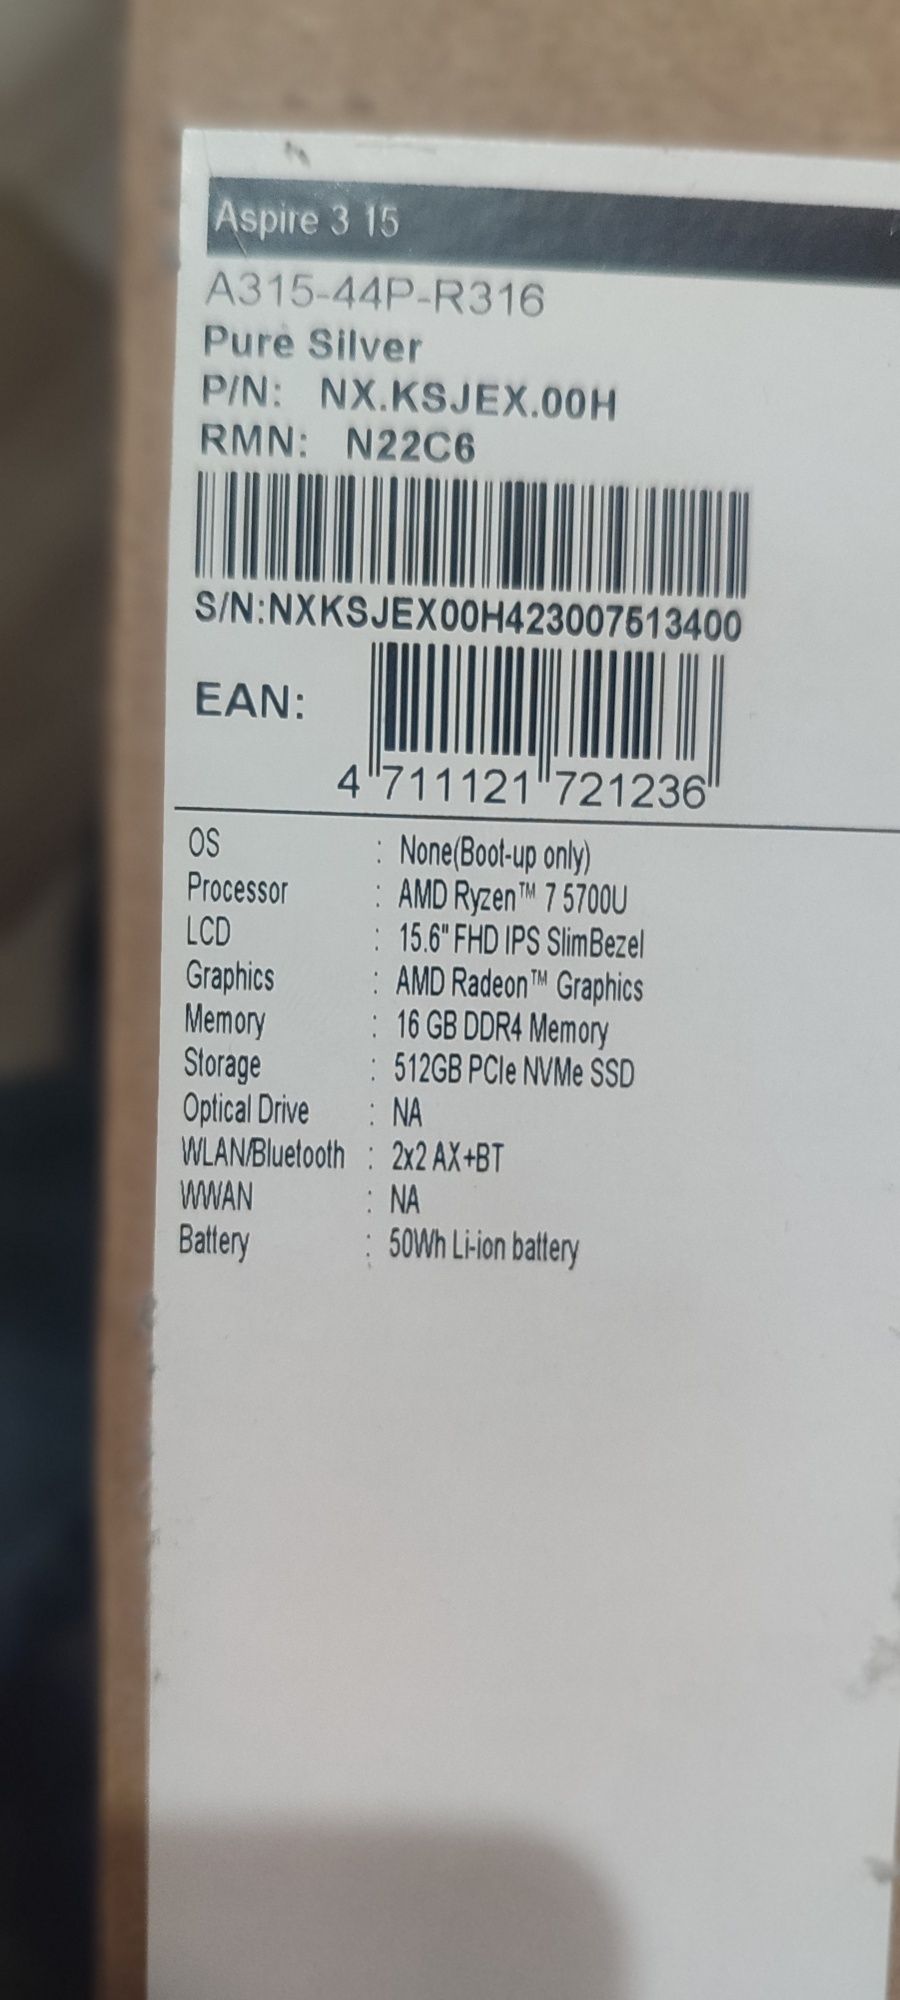 Aspire 3 15
A315-44P-R316
Pure Silver
P/N: NX.KSJEX.00H
RMN: N22C6
S/N:NXKSJEX00H423007513400
EAN:
4 711121 721236
OS : None(Boot-up only)
Processor : AMD Ryzen™ 7 5700U
LCD : 15.6" FHD IPS SlimBezel
Graphics : AMD Radeon™ Graphics
Memory : 16 GB DDR4 Memory
Storage : 512GB PCIe NVMe SSD
Optical Drive : NA
WLAN/Bluetooth : 2x2 AX+BT
WWAN : NA
Battery : 50Wh Li-ion battery